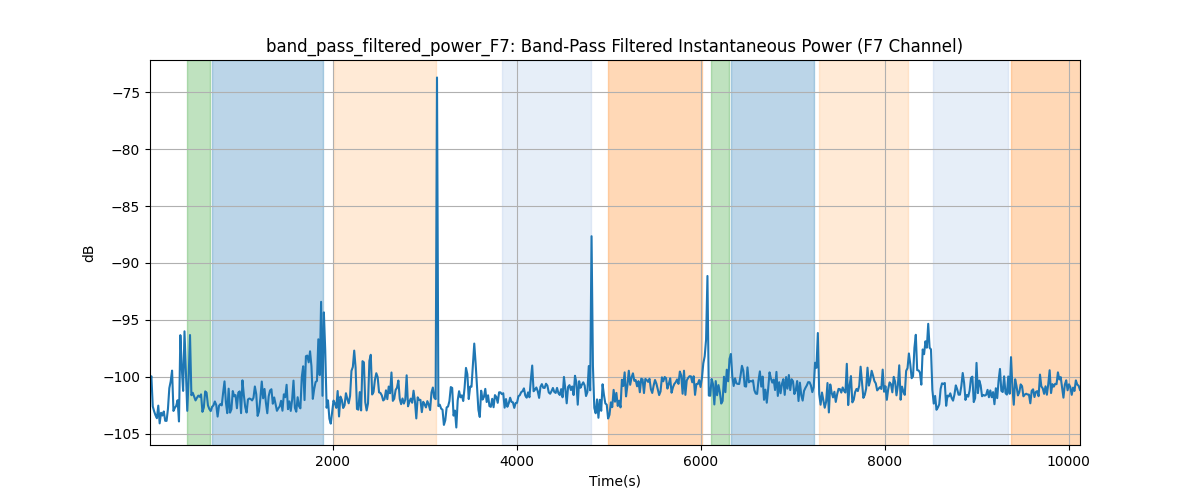 band_pass_filtered_power_F7: Band-Pass Filtered Instantaneous Power (F7 Channel)
−75
−80
−85
−90
−95
−100
−105
dB
2000 4000 6000 8000 10000
Time(s)